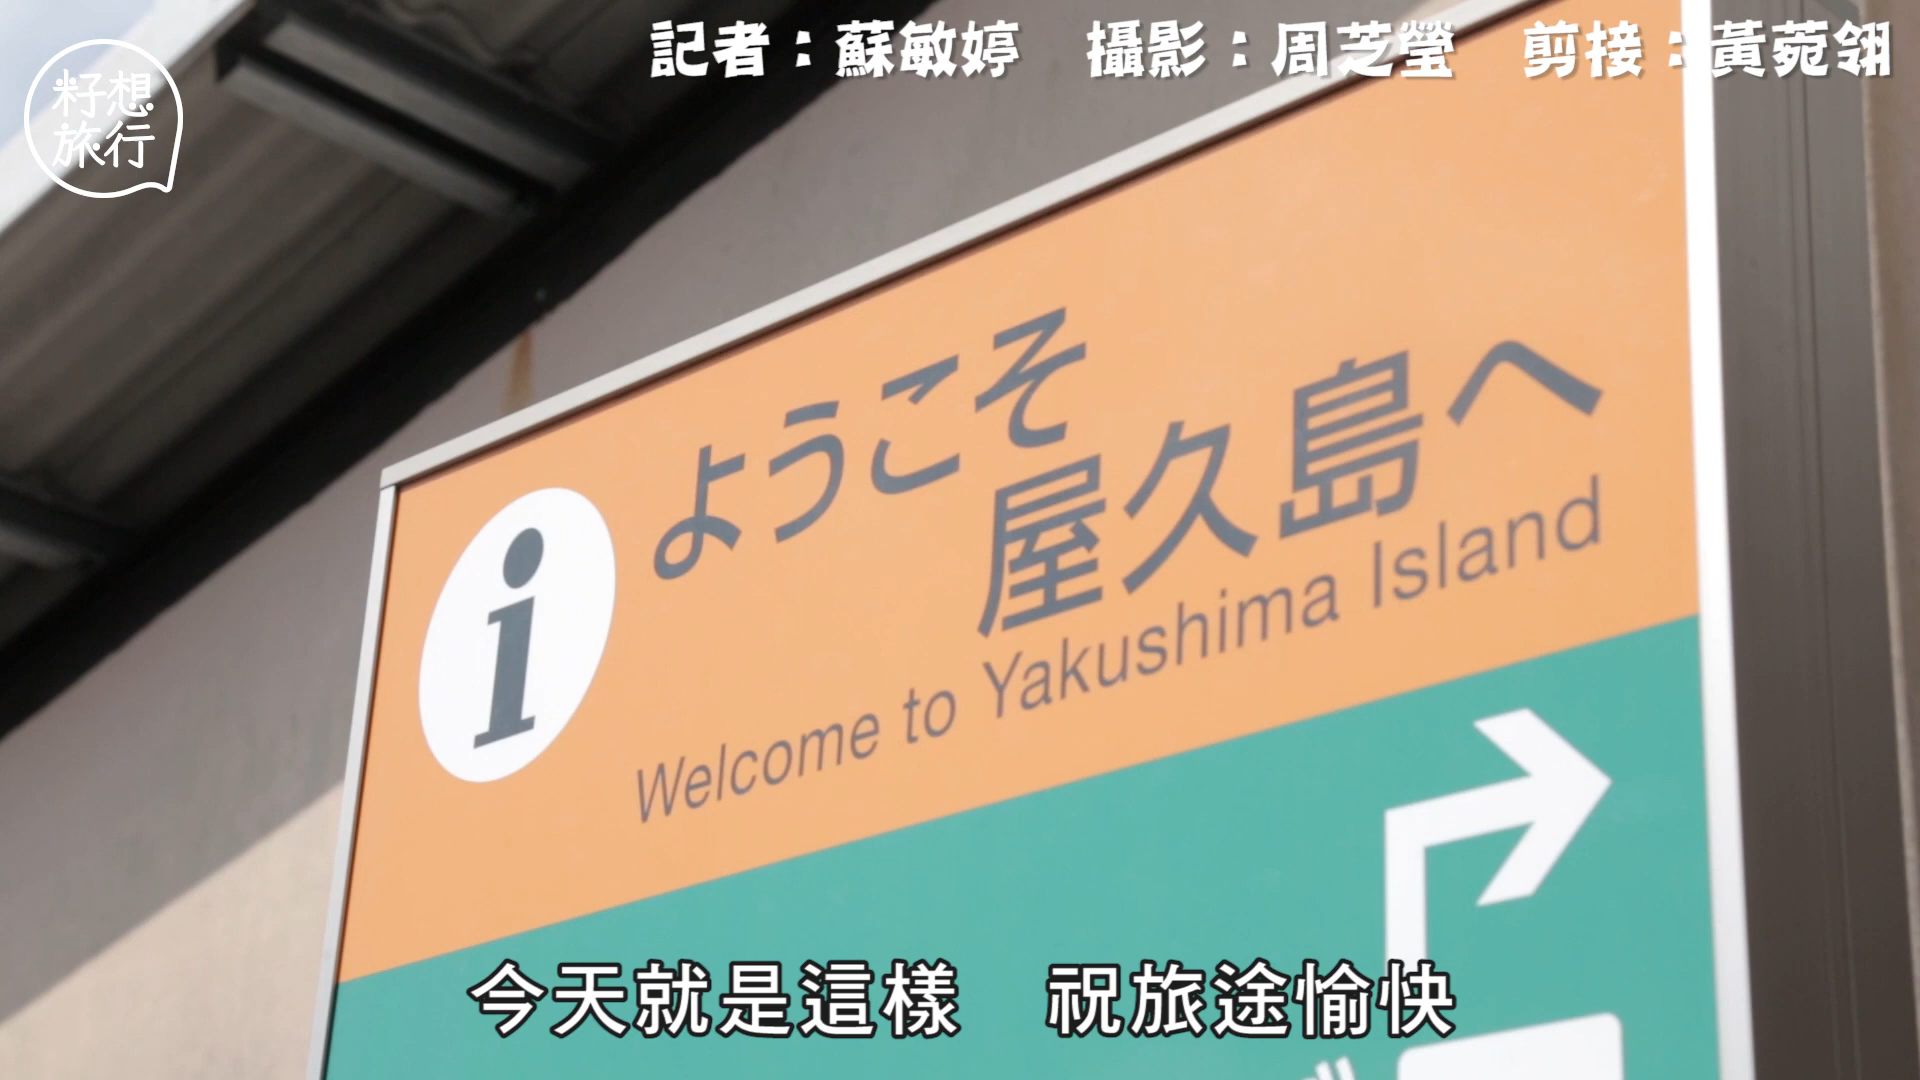 記者：蘇敏婷　攝影：周芝瑩　剪接：黃菀翎
籽想
旅行
ようこそ
屋久島へ
Welcome to Yakushima Island
i
今天就是這樣　祝旅途愉快